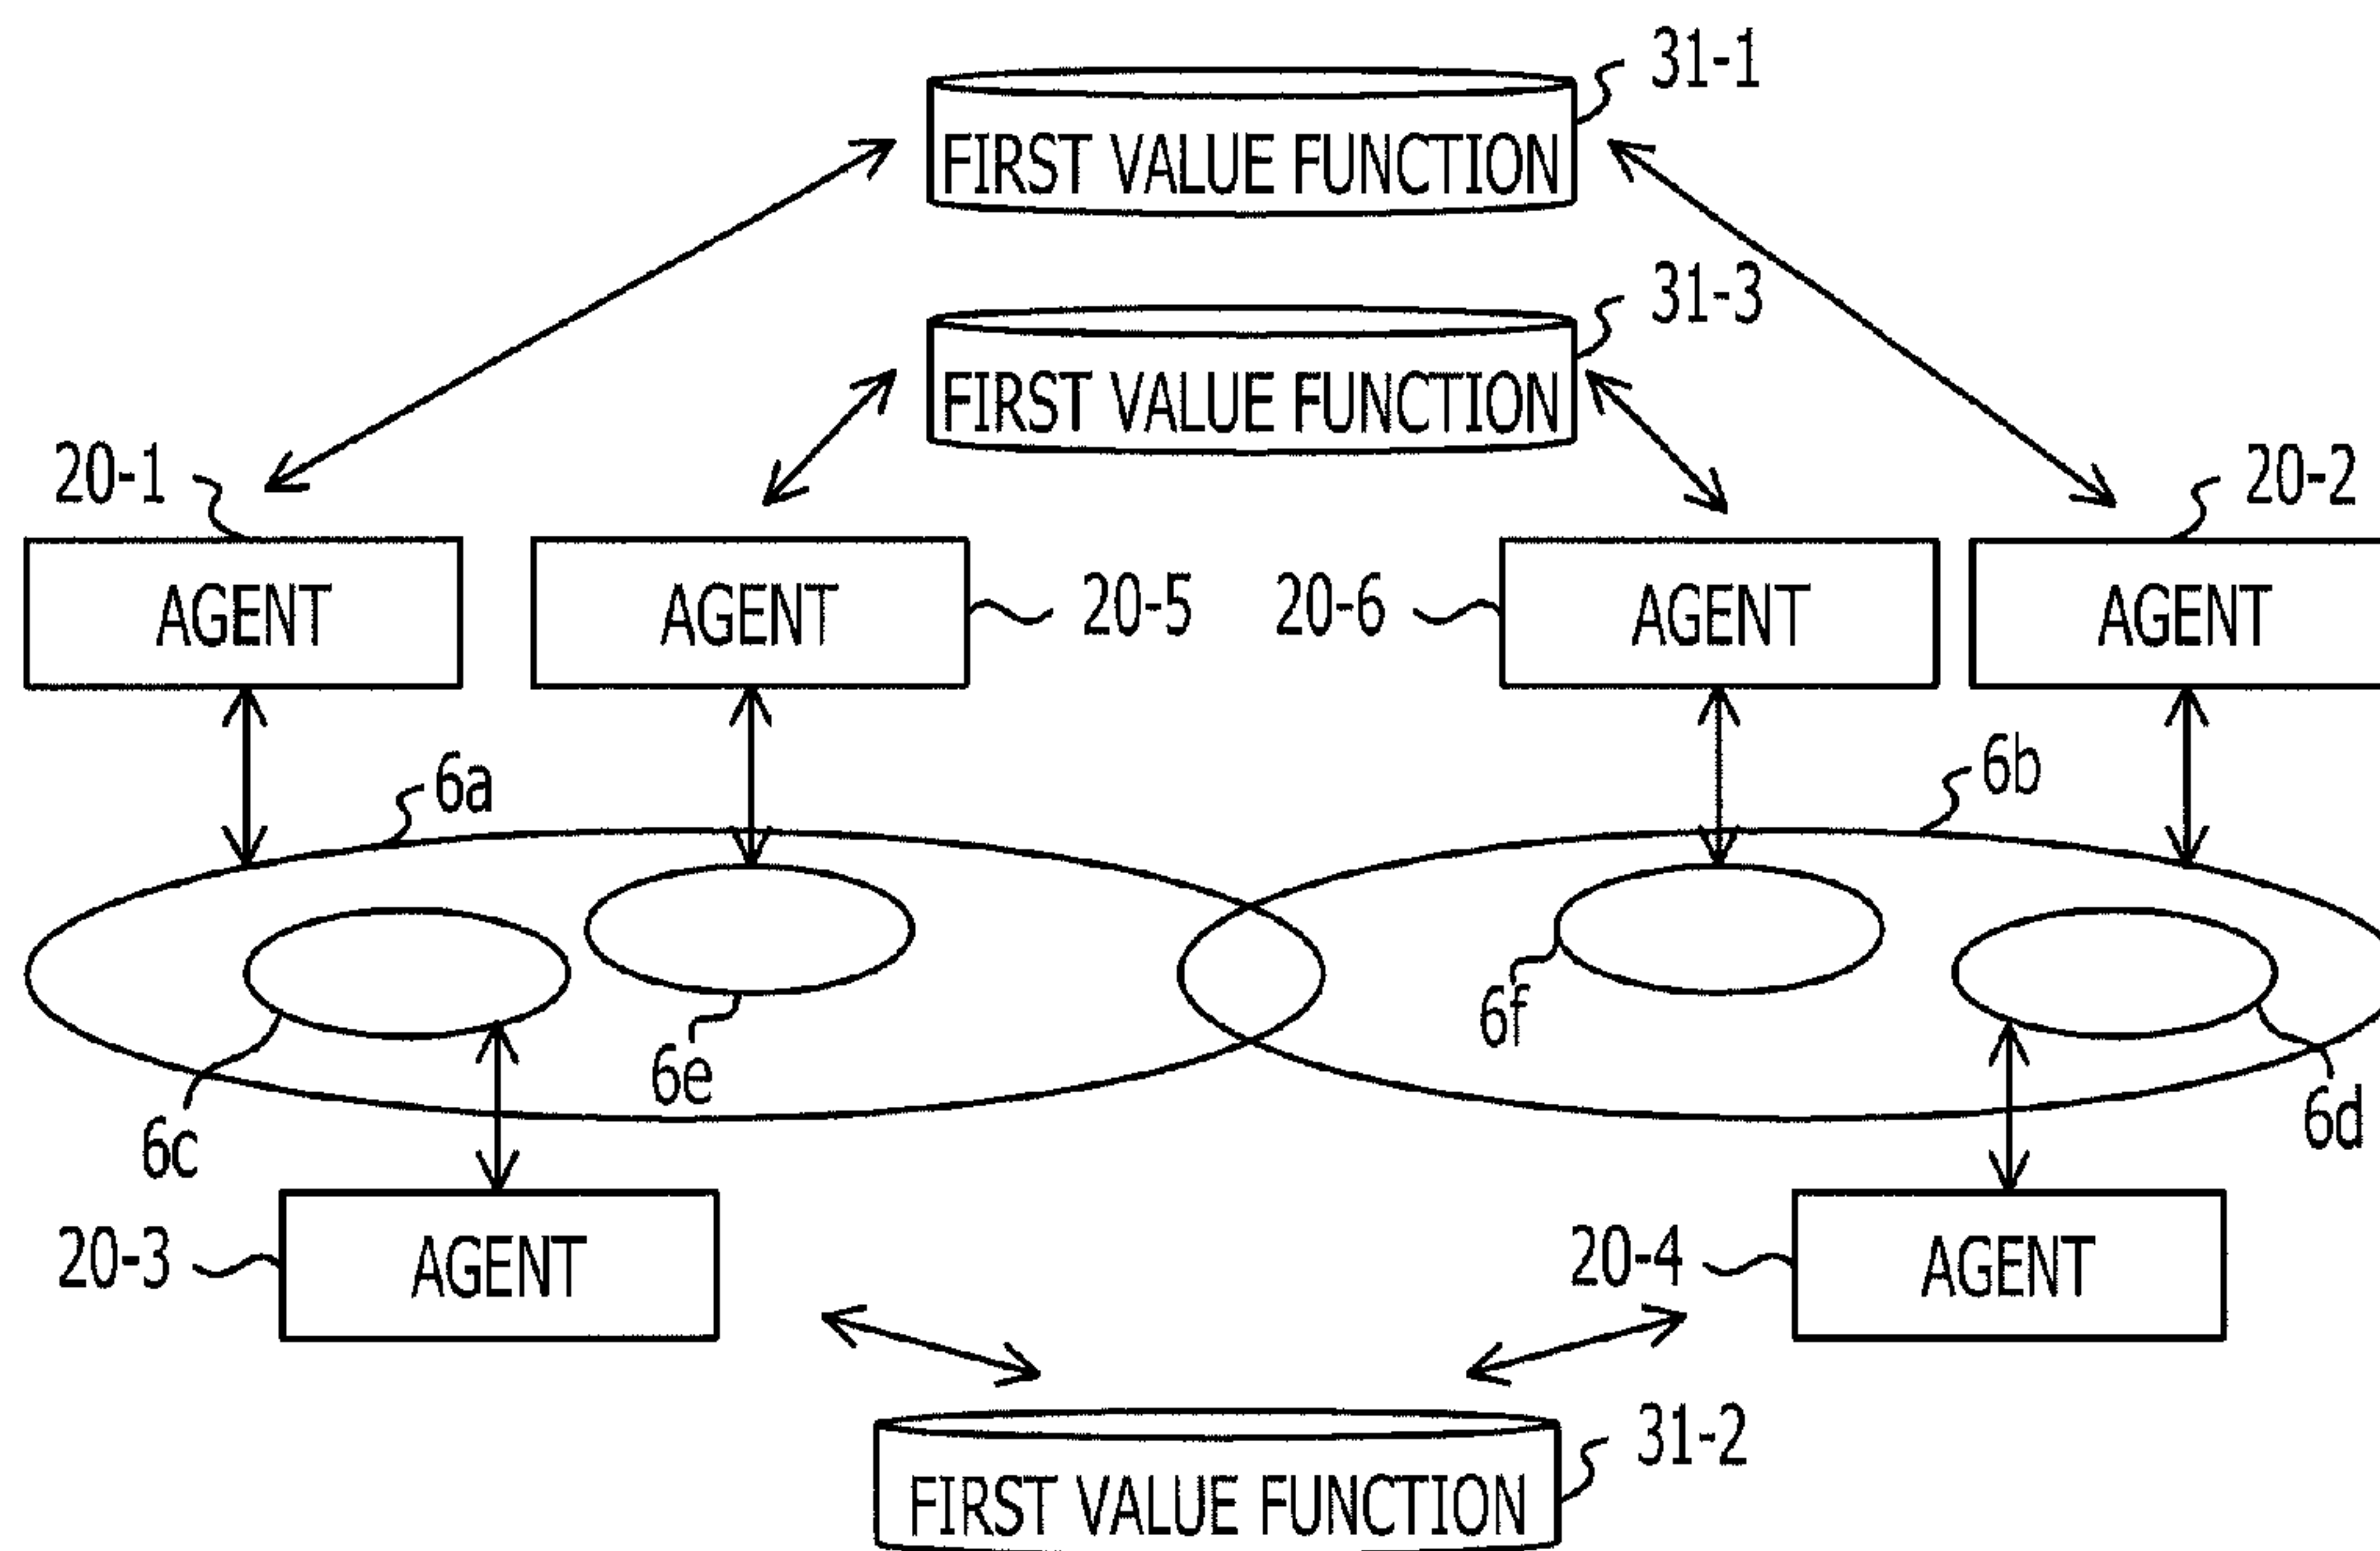 31-1
FIRST VALUE FUNCTION
31-3
FIRST VALUE FUNCTION
20-1
20-2
AGENT
AGENT
20-5
20-6
AGENT
AGENT
6a
6b
6c
6e
6f
6d
20-3
AGENT
20-4
AGENT
31-2
FIRST VALUE FUNCTION